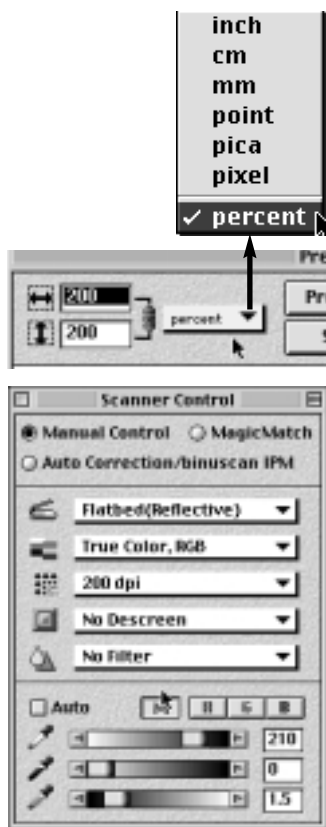 inch
cm
mm
point
pica
pixel
✓ percent
Pre
200
percent
Pr
200
S
Scanner Control
Manual Control MagicMatch
Auto Correction/binuscan IPM
Flatbed(Reflective)
True Color, RGB
200 dpi
No Descreen
No Filter
Auto R G B
210
0
1.5